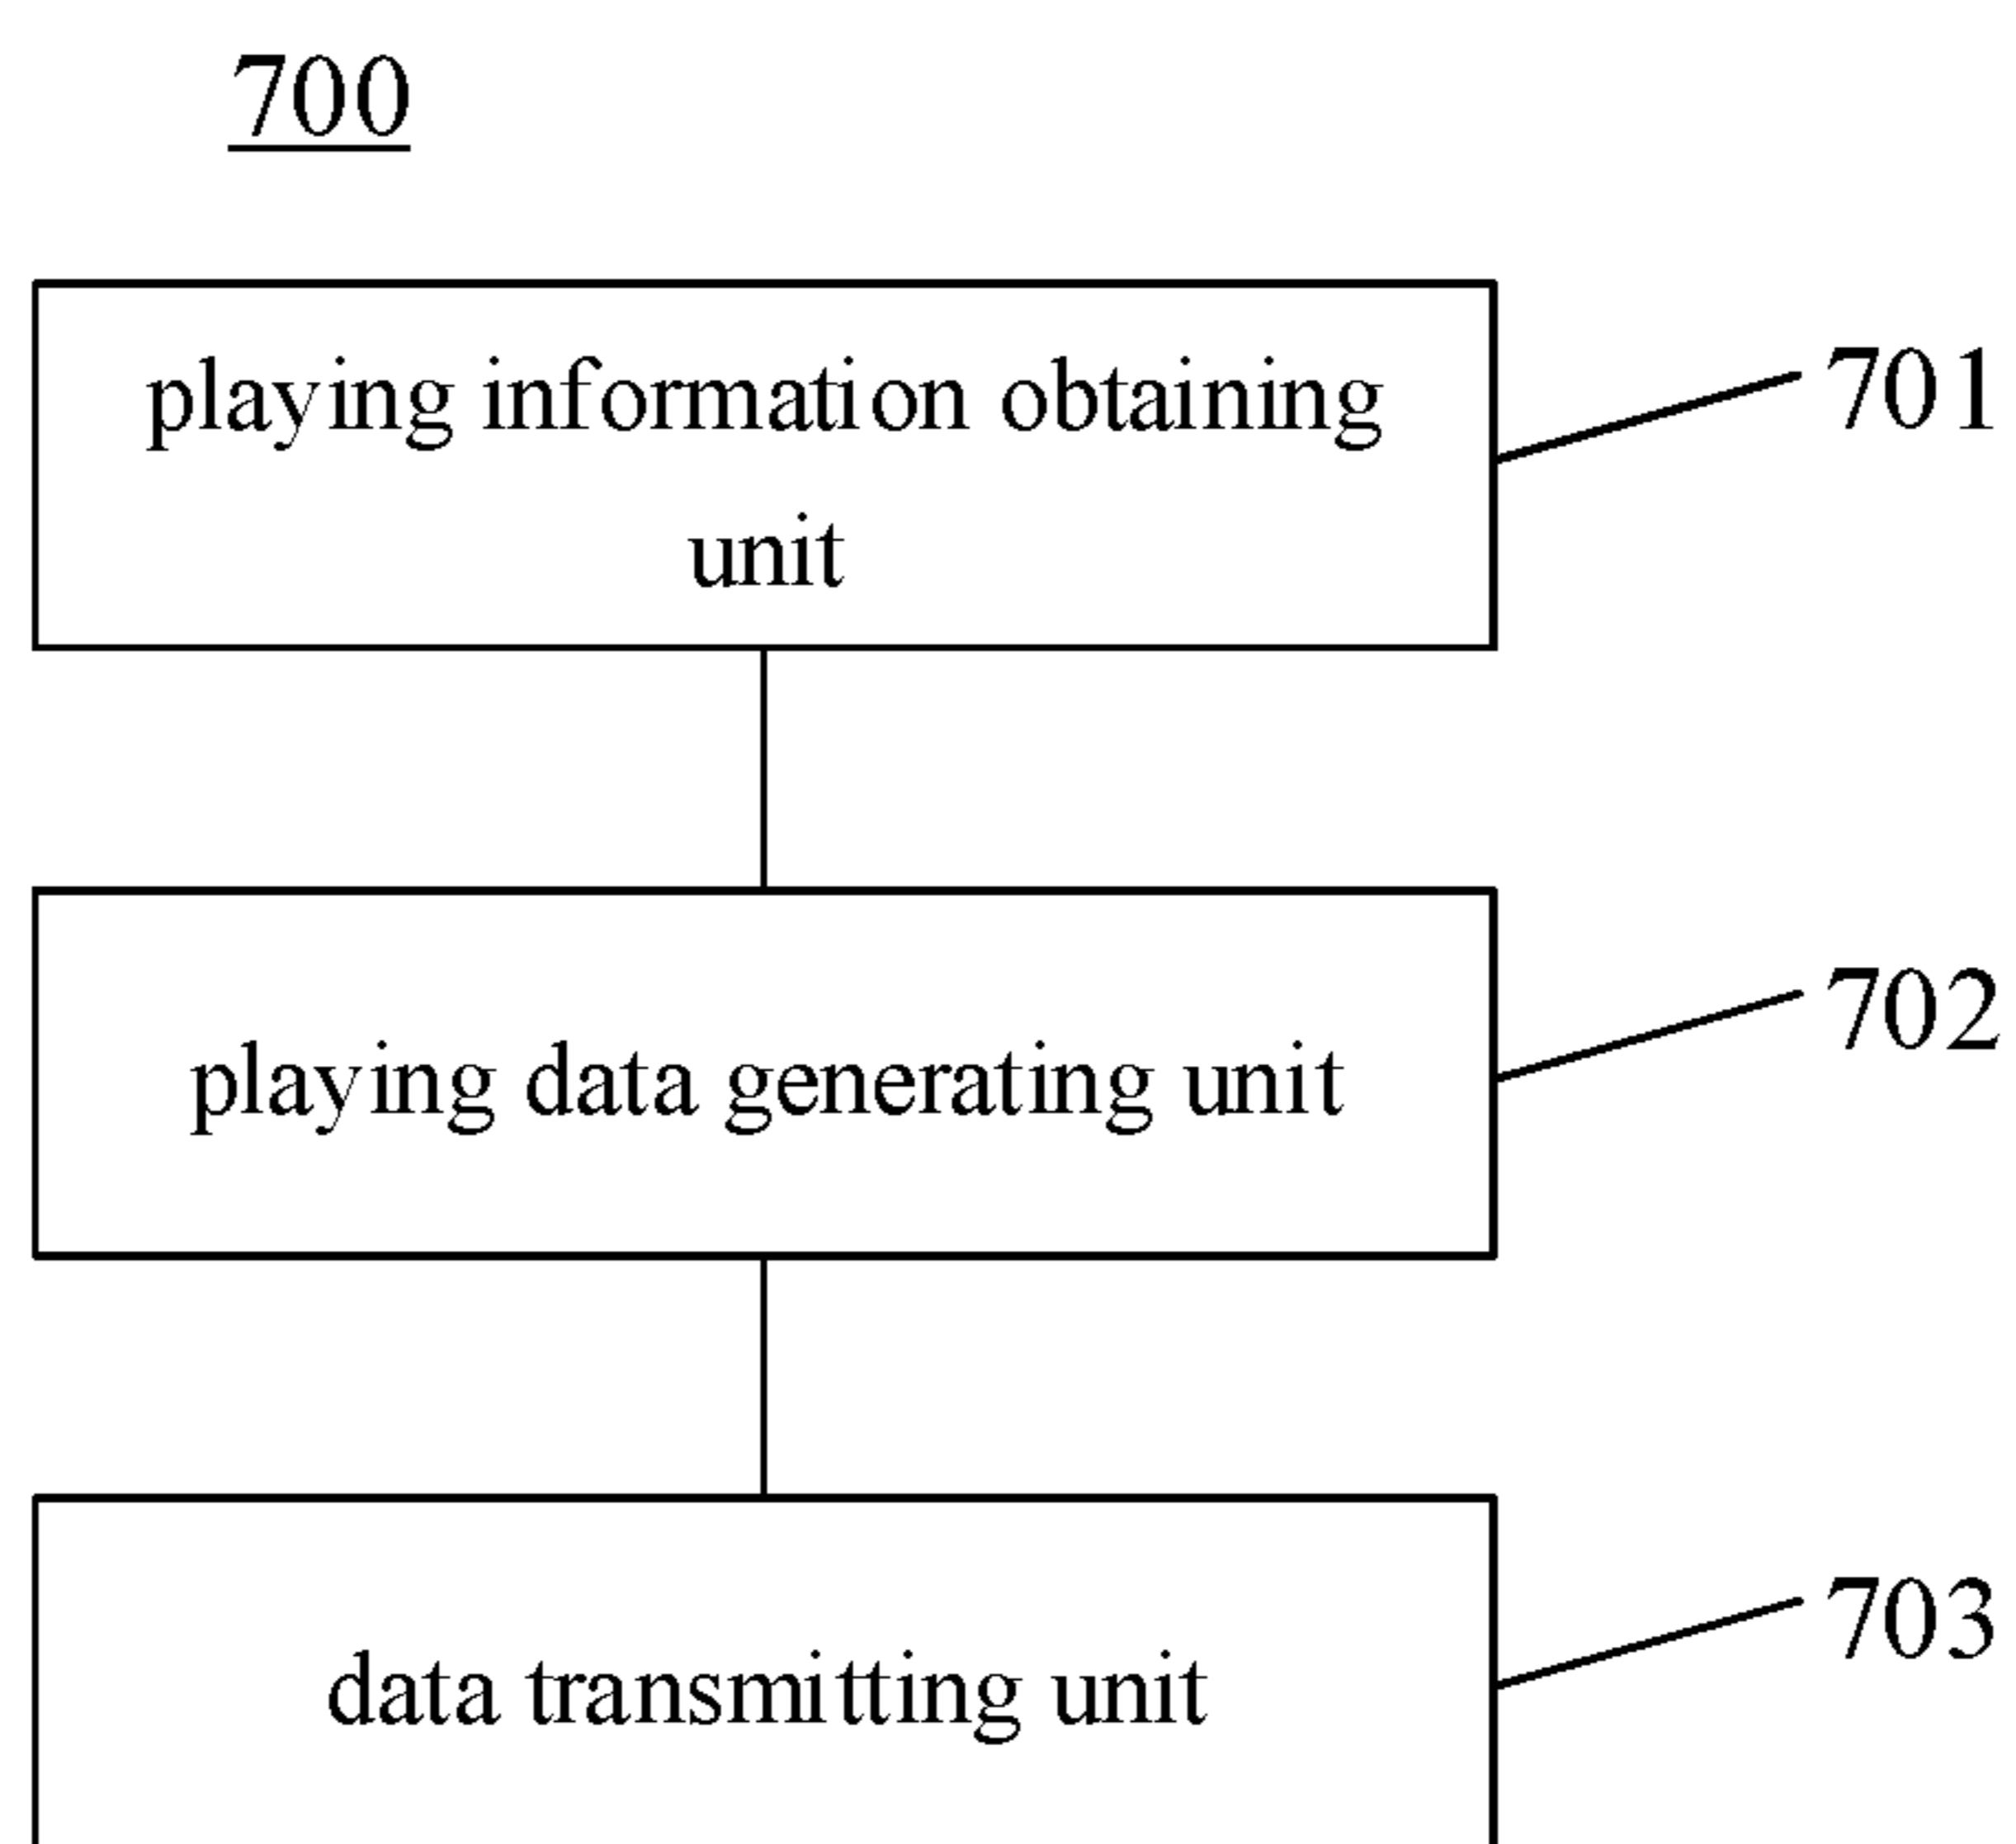 700
playing information obtaining
unit
701
playing data generating unit
702
data transmitting unit
703